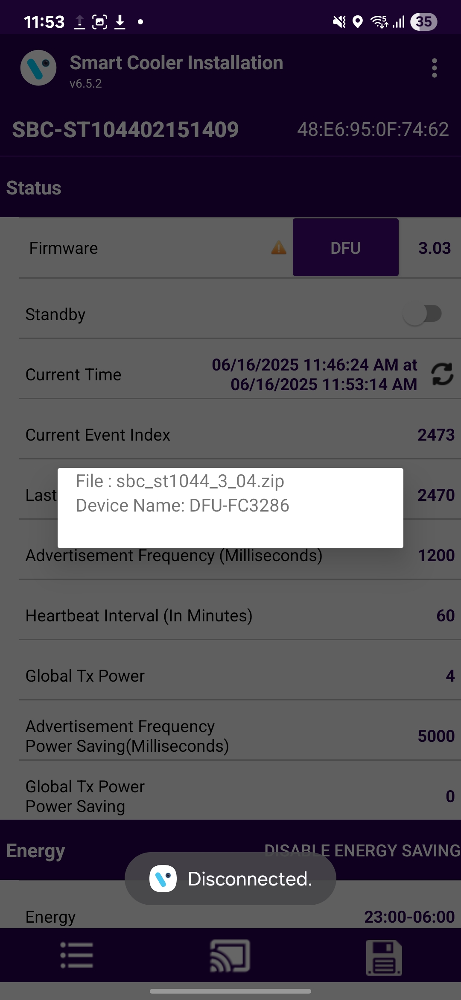 11:53
5
35
Smart Cooler Installation
v6.5.2
SBC-ST104402151409
48:E6:95:0F:74:62
Status
Firmware
DFU
3.03
Standby
Current Time
06/16/2025 11:46:24 AM at
06/16/2025 11:53:14 AM
Current Event Index
2473
File : sbc_st1044_3_04.zip
Last
2470
Device Name: DFU-FC3286
Advertisement Frequency (Milliseconds)
1200
Heartbeat Interval (In Minutes)
60
Global Tx Power
4
Advertisement Frequency
Power Saving(Milliseconds)
5000
Global Tx Power
Power Saving
0
Energy
DISABLE ENERGY SAVING
Disconnected.
Energy
23:00-06:00